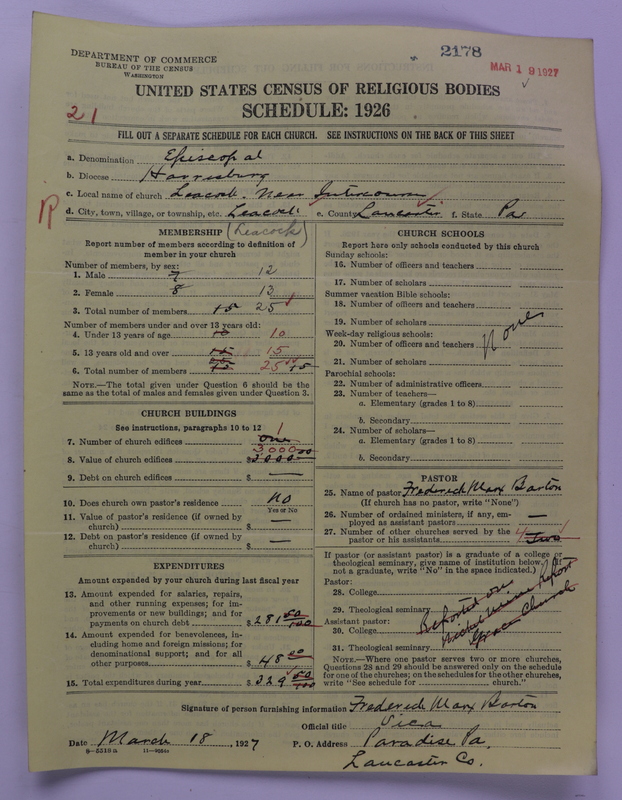 2178
MAR 19 1927
DEPARTMENT OF COMMERCE
BUREAU OF THE CENSUS
WASHINGTON
UNITED STATES CENSUS OF RELIGIOUS BODIES
SCHEDULE: 1926
21
FILL OUT A SEPARATE SCHEDULE FOR EACH CHURCH. SEE INSTRUCTIONS ON THE BACK OF THIS SHEET
a. Denomination Episcopal
b. Diocese Harrisburg
c. Local name of church Leacock, Near Intercourse
d. City, town, village, or township, etc. Leacock e. County Lancaster f. State Pa
(Leacock)
MEMBERSHIP
Report number of members according to definition of
member in your church
Number of members, by sex:
1. Male 7 12
2. Female 8 13
3. Total number of members 15 25
Number of members under and over 13 years old:
4. Under 13 years of age 10 10
5. 13 years old and over 15 15
6. Total number of members 25 15 25 15
NOTE.—The total given under Question 6 should be the
same as the total of males and females given under Question 3.
CHURCH BUILDINGS
See instructions, paragraphs 10 to 12
7. Number of church edifices one 1
8. Value of church edifices $ 3000.00 3000
9. Debt on church edifices $ —
10. Does church own pastor's residence? No
Yes or No
11. Value of pastor's residence (if owned by
church) $ —
12. Debt on pastor's residence (if owned by
church) $ —
EXPENDITURES
Amount expended by your church during last fiscal year
13. Amount expended for salaries, repairs,
and other running expenses; for im-
provements or new buildings; and for
payments on church debt $ 281 50/100
14. Amount expended for benevolences, in-
cluding home and foreign missions; for
denominational support; and for all
other purposes 48 00
15. Total expenditures during year $ 329 50/100
CHURCH SCHOOLS
Report here only schools conducted by this church
Sunday schools:
16. Number of officers and teachers
17. Number of scholars
Summer vacation Bible schools:
18. Number of officers and teachers
19. Number of scholars
Week-day religious schools:
20. Number of officers and teachers
None
21. Number of scholars
Parochial schools:
22. Number of administrative officers
23. Number of teachers—
a. Elementary (grades 1 to 8)
b. Secondary
24. Number of scholars—
a. Elementary (grades 1 to 8)
b. Secondary
PASTOR
25. Name of pastor Frederick Marx Barton
(If church has no pastor, write "None")
26. Number of ordained ministers, if any, em-
ployed as assistant pastors —
27. Number of other churches served by the
pastor or his assistants 4 Two
If pastor (or assistant pastor) is a graduate of a college or
theological seminary, give name of institution below. (If
not a graduate, write "No" in the space indicated.)
Pastor:
28. College
29. Theological seminary
Assistant pastor:
30. College
31. Theological seminary
Reported on
Nickel Mines Report
Grace Church
NOTE.—Where one pastor serves two or more churches,
Questions 28 and 29 should be answered only on the schedule
for one of the churches; on the schedules for the other churches,
write "See schedule for church."
Signature of person furnishing information Frederick Marx Barton
Official title Vicar
Date March 18, 1927 P. O. Address Paradise Pa.
8—5318a
Lancaster Co.